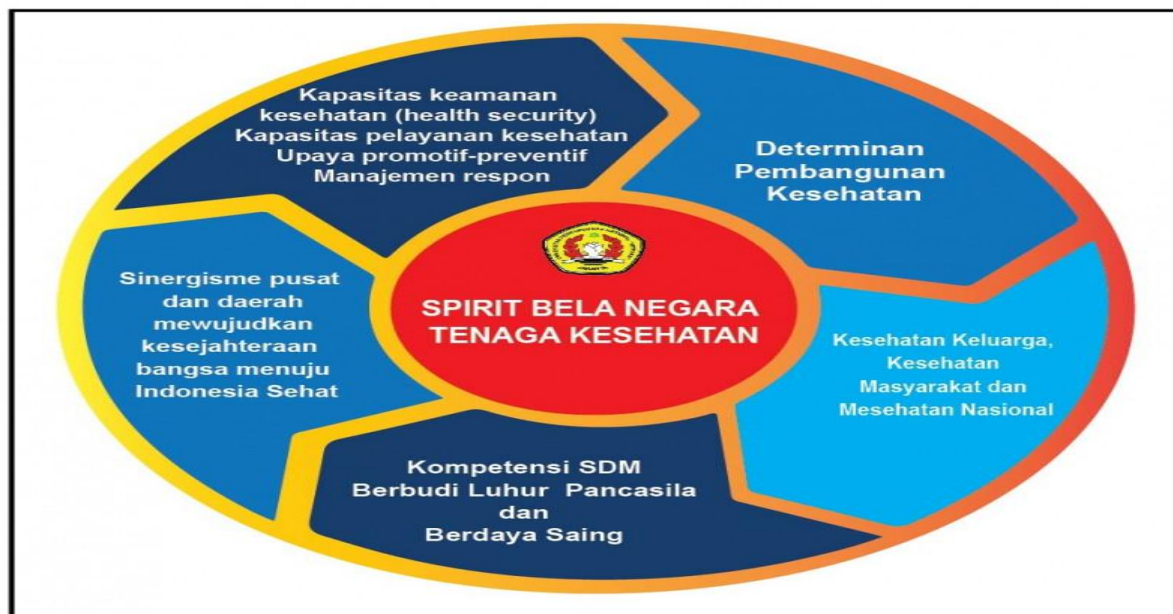 Kapasitas keamanan
kesehatan (health security)
Kapasitas pelayanan kesehatan
Upaya promotif-preventif
Manajemen respon
Determinan
Pembangunan
Kesehatan
Kesehatan Keluarga,
Kesehatan
Masyarakat dan
Mesehatan Nasional
Kompetensi SDM
Berbudi Luhur Pancasila
dan
Berdaya Saing
Sinergisme pusat
dan daerah
mewujudkan
kesejahteraan
bangsa menuju
Indonesia Sehat
SPIRIT BELA NEGARA
TENAGA KESEHATAN